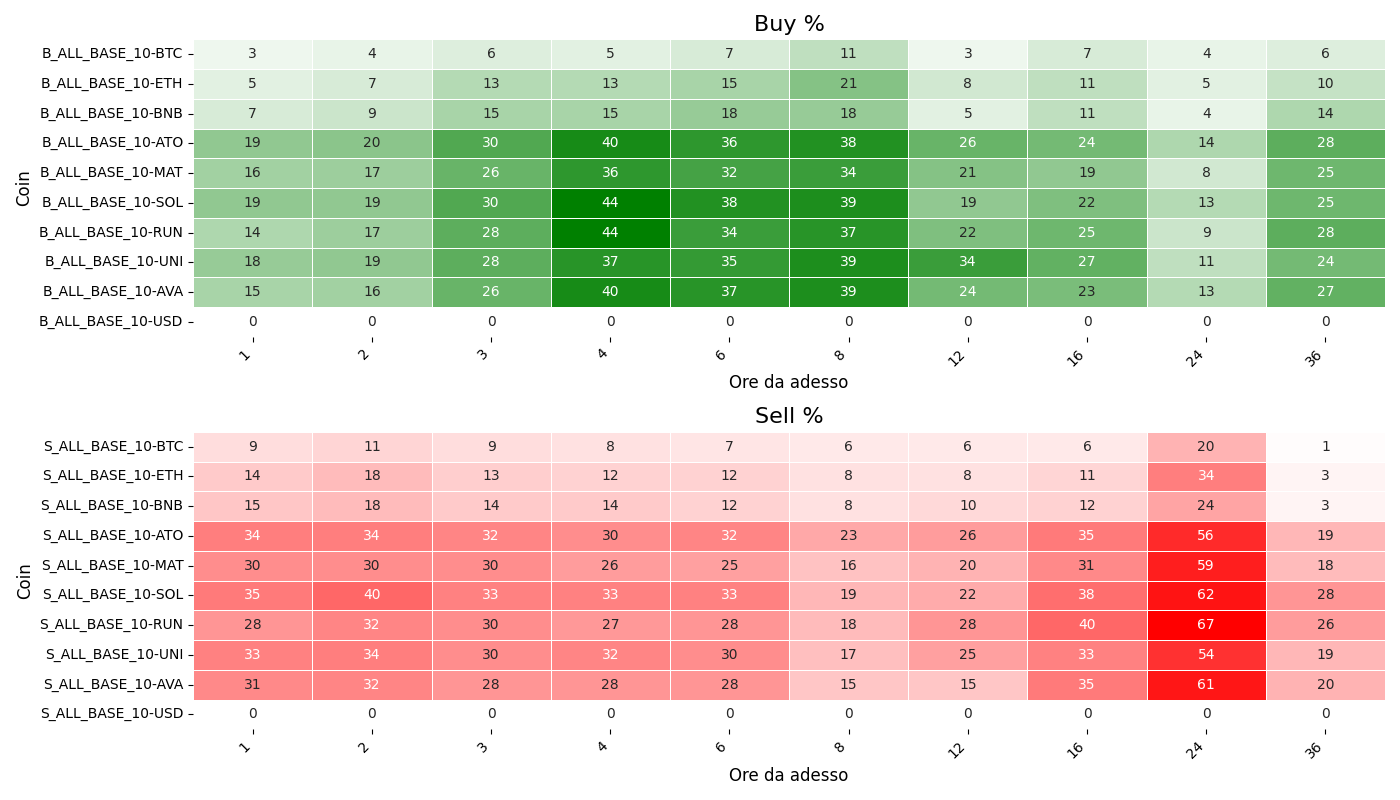 Buy %
Coin
B_ALL_BASE_10-BTC 3 4 6 5 7 11 3 7 4 6
B_ALL_BASE_10-ETH 5 7 13 13 15 21 8 11 5 10
B_ALL_BASE_10-BNB 7 9 15 15 18 18 5 11 4 14
B_ALL_BASE_10-ATO 19 20 30 40 36 38 26 24 14 28
B_ALL_BASE_10-MAT 16 17 26 36 32 34 21 19 8 25
B_ALL_BASE_10-SOL 19 19 30 44 38 39 19 22 13 25
B_ALL_BASE_10-RUN 14 17 28 44 34 37 22 25 9 28
B_ALL_BASE_10-UNI 18 19 28 37 35 39 34 27 11 24
B_ALL_BASE_10-AVA 15 16 26 40 37 39 24 23 13 27
B_ALL_BASE_10-USD 0 0 0 0 0 0 0 0 0 0
1 2 3 4 6 8 12 16 24 36
Ore da adesso
Sell %
Coin
S_ALL_BASE_10-BTC 9 11 9 8 7 6 6 6 20 1
S_ALL_BASE_10-ETH 14 18 13 12 12 8 8 11 34 3
S_ALL_BASE_10-BNB 15 18 14 14 12 8 10 12 24 3
S_ALL_BASE_10-ATO 34 34 32 30 32 23 26 35 56 19
S_ALL_BASE_10-MAT 30 30 30 26 25 16 20 31 59 18
S_ALL_BASE_10-SOL 35 40 33 33 33 19 22 38 62 28
S_ALL_BASE_10-RUN 28 32 30 27 28 18 28 40 67 26
S_ALL_BASE_10-UNI 33 34 30 32 30 17 25 33 54 19
S_ALL_BASE_10-AVA 31 32 28 28 28 15 15 35 61 20
S_ALL_BASE_10-USD 0 0 0 0 0 0 0 0 0 0
1 2 3 4 6 8 12 16 24 36
Ore da adesso